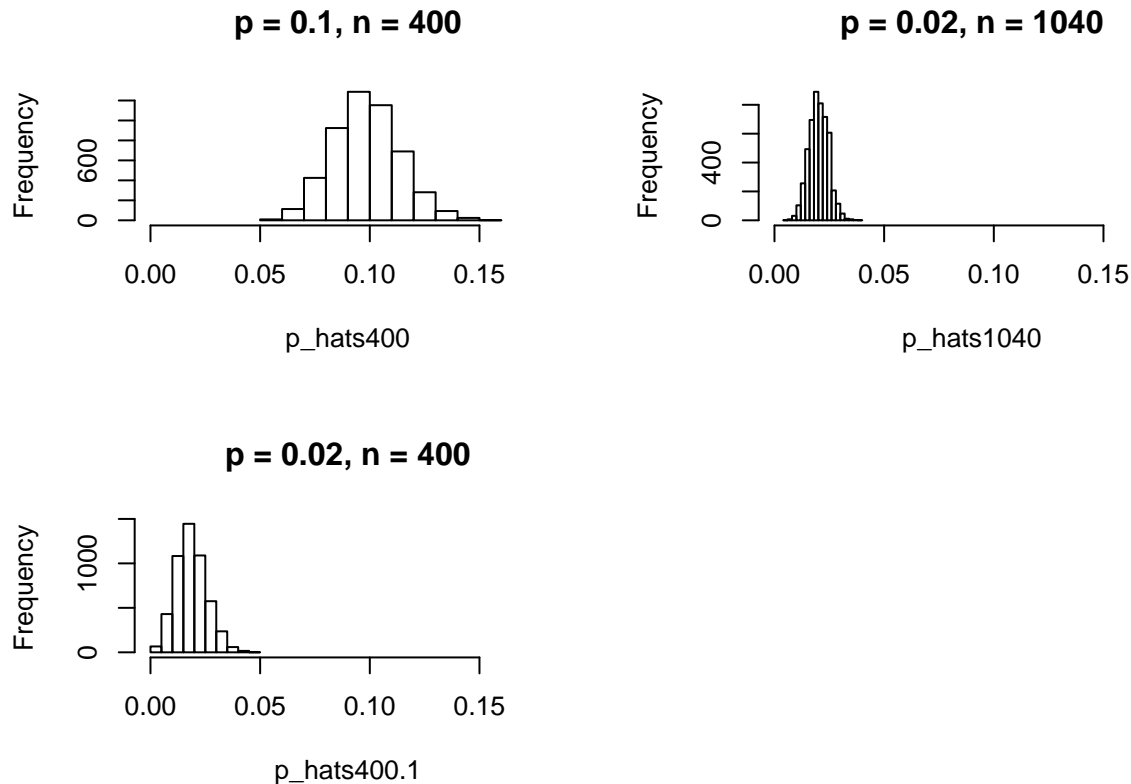 p = 0.1, n = 400
Frequency
0
600
0.00 0.05 0.10 0.15
p_hats400
p = 0.02, n = 1040
Frequency
0
400
0.00 0.05 0.10 0.15
p_hats1040
p = 0.02, n = 400
Frequency
0
1000
0.00 0.05 0.10 0.15
p_hats400.1